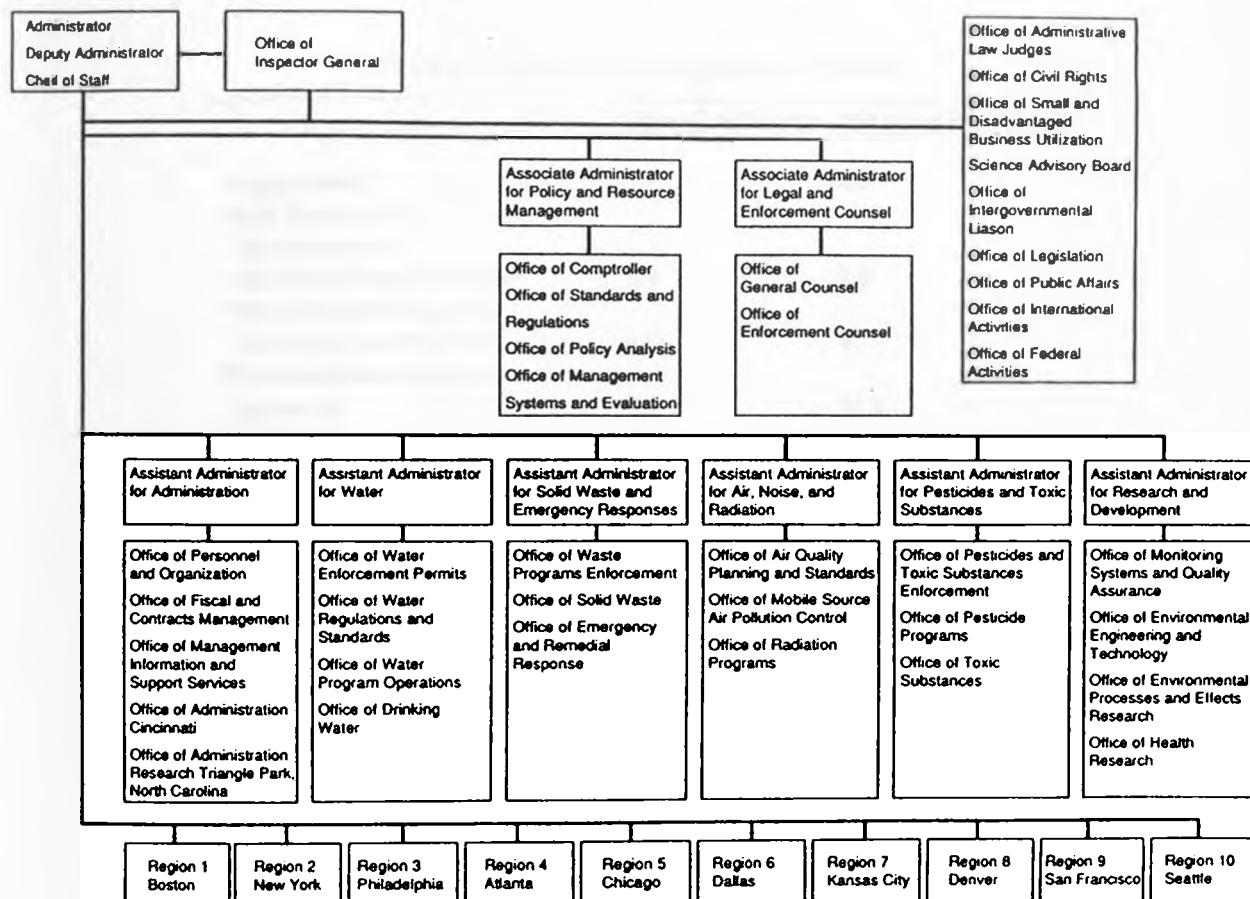 Administrator
Deputy Administrator
Cheif of Staff
Office of
Inspector General
Office of Administrative
Law Judges
Office of Civil Rights
Office of Small and
Disadvantaged
Business Utilization
Science Advisory Board
Office of
Intergovernmental
Liason
Office of Legislation
Office of Public Affairs
Office of International
Activities
Office of Federal
Activities
Associate Administrator
for Policy and Resource
Management
Associate Administrator
for Legal and
Enforcement Counsel
Office of Comptroller
Office of Standards and
Regulations
Office of Policy Analysis
Office of Management
Systems and Evaluation
Office of
General Counsel
Office of
Enforcement Counsel
Assistant Administrator
for Administration
Assistant Administrator
for Water
Assistant Administrator
for Solid Waste and
Emergency Responses
Assistant Administrator
for Air, Noise, and
Radiation
Assistant Administrator
for Pesticides and Toxic
Substances
Assistant Administrator
for Research and
Development
Office of Personnel
and Organization
Office of Fiscal and
Contracts Management
Office of Management
Information and
Support Services
Office of Administration
Cincinnati
Office of Administration
Research Triangle Park,
North Carolina
Office of Water
Enforcement Permits
Office of Water
Regulations and
Standards
Office of Water
Program Operations
Office of Drinking
Water
Office of Waste
Programs Enforcement
Office of Solid Waste
Office of Emergency
and Remedial
Response
Office of Air Quality
Planning and Standards
Office of Mobile Source
Air Pollution Control
Office of Radiation
Programs
Office of Pesticides and
Toxic Substances
Enforcement
Office of Pesticide
Programs
Office of Toxic
Substances
Office of Monitoring
Systems and Quality
Assurance
Office of Environmental
Engineering and
Technology
Office of Environmental
Processes and Effects
Research
Office of Health
Research
Region 1
Boston
Region 2
New York
Region 3
Philadelphia
Region 4
Atlanta
Region 5
Chicago
Region 6
Dallas
Region 7
Kansas City
Region 8
Denver
Region 9
San Francisco
Region 10
Seattle